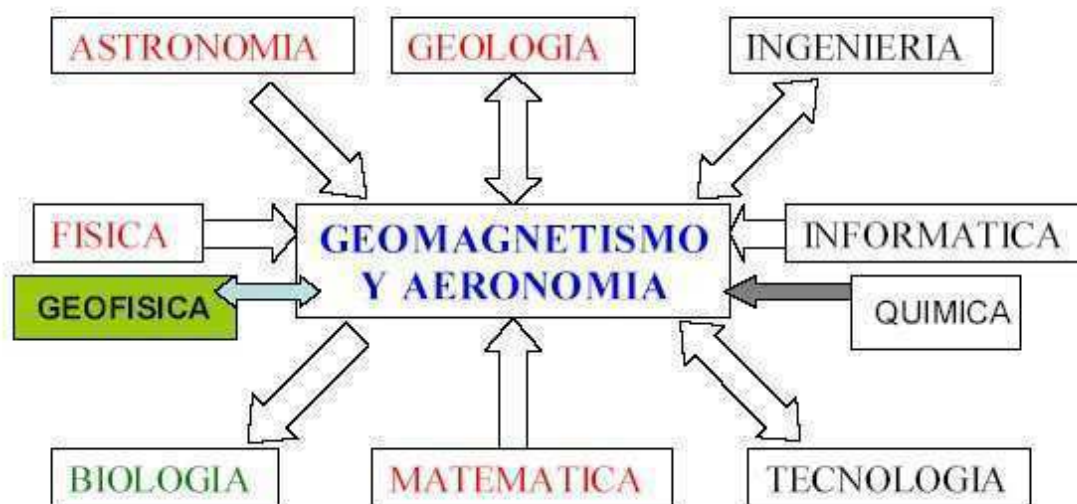 ASTRONOMIA
GEOLOGIA
INGENIERIA
FISICA
GEOMAGNETISMO
Y AERONOMIA
INFORMATICA
GEOFISICA
QUIMICA
BIOLOGIA
MATEMATICA
TECNOLOGIA